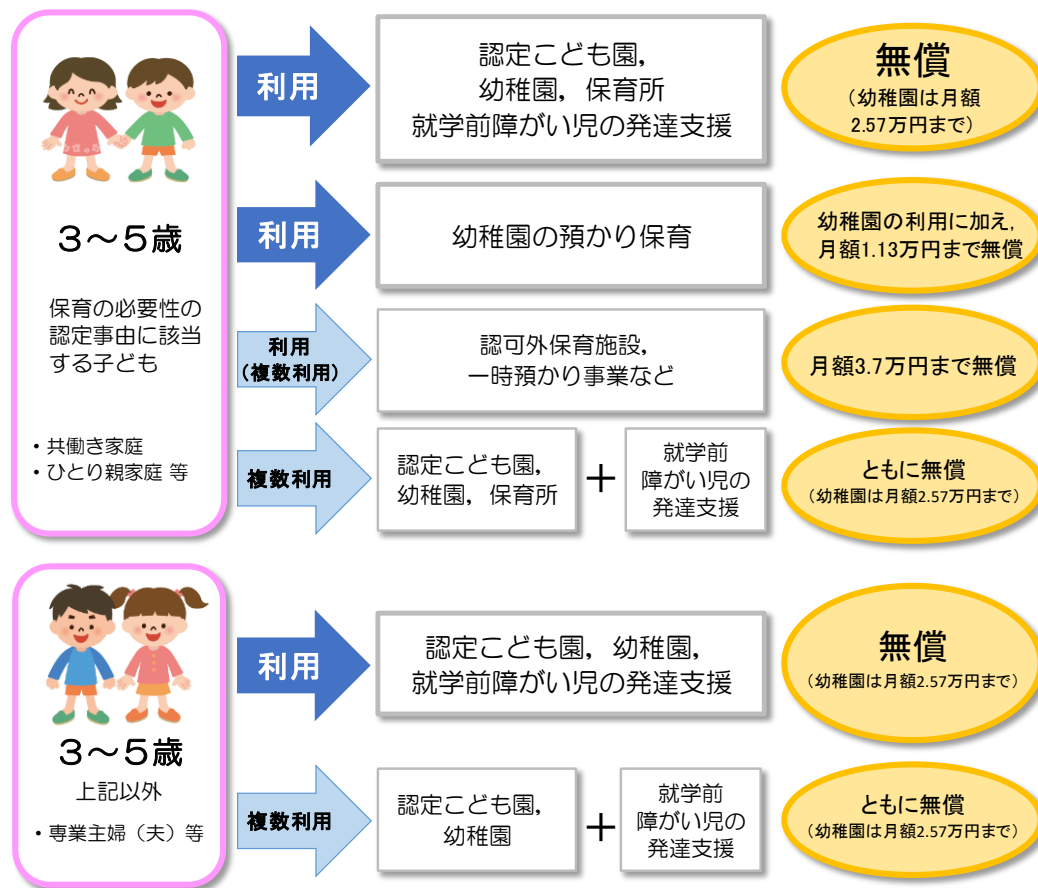 3~5歳
保育の必要性の
認定事由に該当
する子ども
・共働き家庭
・ひとり親家庭 等
利用
認定こども園,
幼稚園, 保育所
就学前障がい児の発達支援
無償
(幼稚園は月額
2.57万円まで)
利用
幼稚園の預かり保育
幼稚園の利用に加え,
月額1.13万円まで無償
利用
(複数利用)
認可外保育施設,
一時預かり事業など
月額3.7万円まで無償
複数利用
認定こども園,
幼稚園, 保育所
+
就学前
障がい児の
発達支援
ともに無償
(幼稚園は月額2.57万円まで)
3~5歳
上記以外
・専業主婦(夫)等
利用
認定こども園, 幼稚園,
就学前障がい児の発達支援
無償
(幼稚園は月額2.57万円まで)
複数利用
認定こども園,
幼稚園
+
就学前
障がい児の
発達支援
ともに無償
(幼稚園は月額2.57万円まで)